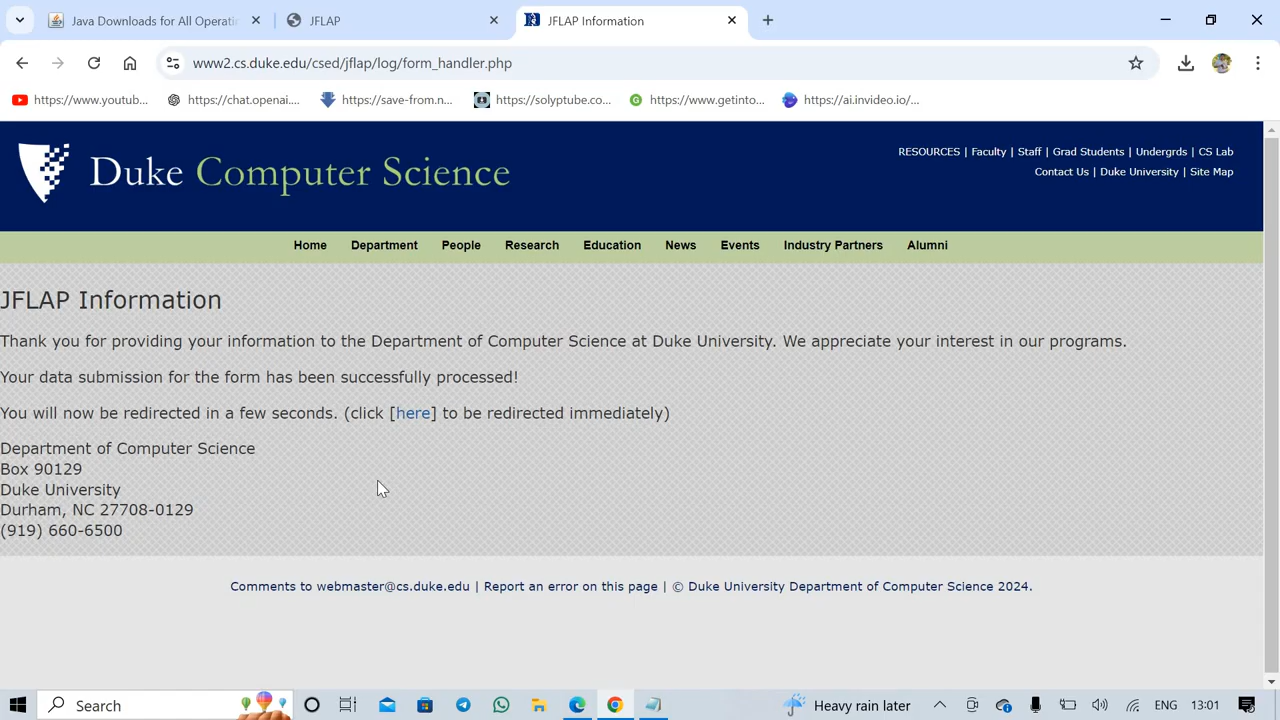 Java Downloads for All Operati
JFLAP
JFLAP Information
www2.cs.duke.edu/csed/jflap/log/form_handler.php
https://www.youtub...
https://chat.openai....
https://save-from.n...
https://solyptube.co...
https://www.getinto...
https://ai.invideo.io/...
Duke Computer Science
RESOURCES | Faculty | Staff | Grad Students | Undergrds | CS Lab
Contact Us | Duke University | Site Map
Home Department People Research Education News Events Industry Partners Alumni
JFLAP Information
Thank you for providing your information to the Department of Computer Science at Duke University. We appreciate your interest in our programs.
Your data submission for the form has been successfully processed!
You will now be redirected in a few seconds. (click [here] to be redirected immediately)
Department of Computer Science
Box 90129
Duke University
Durham, NC 27708-0129
(919) 660-6500
Comments to webmaster@cs.duke.edu | Report an error on this page | © Duke University Department of Computer Science 2024.
Search
Heavy rain later
ENG
13:01